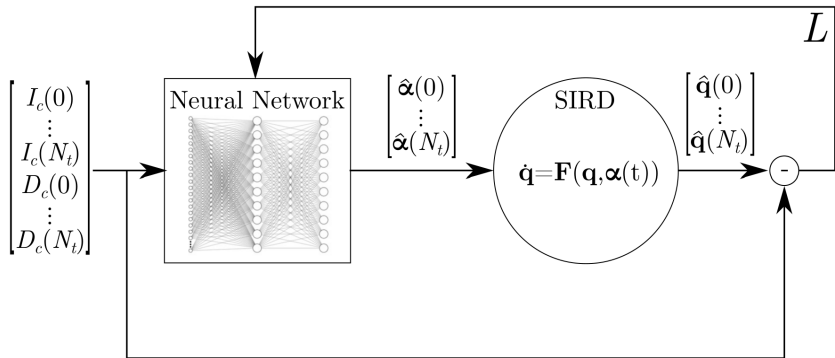 L
I_c(0)
⋮
I_c(N_t)
D_c(0)
⋮
D_c(N_t)
Neural Network
α̂(0)
⋮
α̂(N_t)
SIRD
q̇=F(q,α(t))
q̂(0)
⋮
q̂(N_t)
-